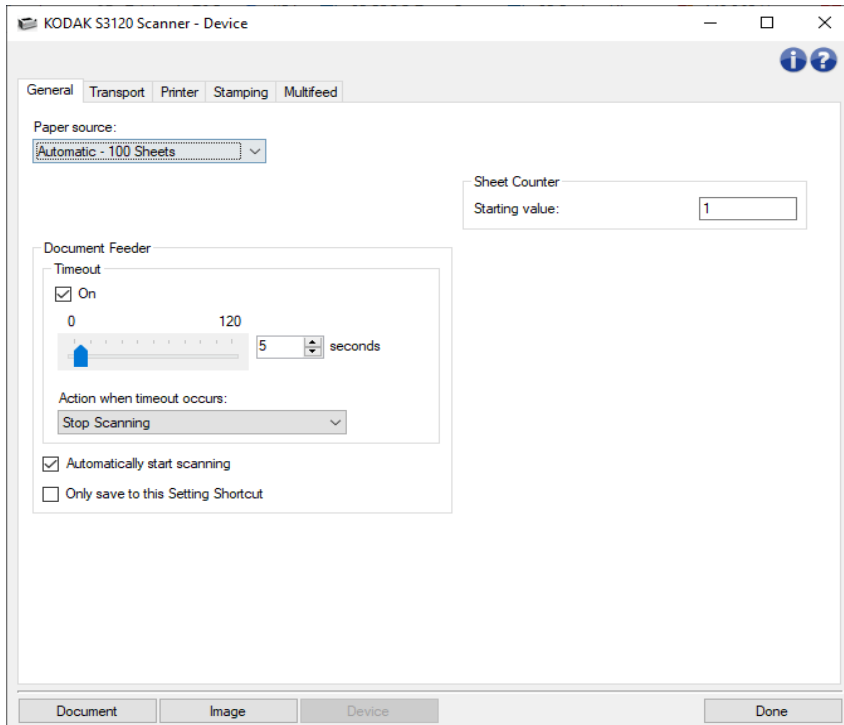 KODAK S3120 Scanner - Device
General Transport Printer Stamping Multifeed
Paper source:
Automatic - 100 Sheets
Sheet Counter
Starting value: 1
Document Feeder
Timeout
On
0 120
5 seconds
Action when timeout occurs:
Stop Scanning
Automatically start scanning
Only save to this Setting Shortcut
Document Image Device Done